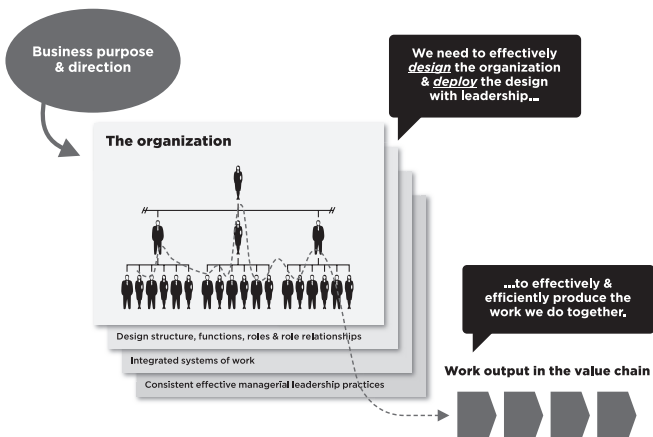 Business purpose
& direction
We need to effectively
design the organization
& deploy the design
with leadership...
The organization
Design structure, functions, roles & role relationships
Integrated systems of work
Consistent effective managerial leadership practices
...to effectively &
efficiently produce the
work we do together.
Work output in the value chain